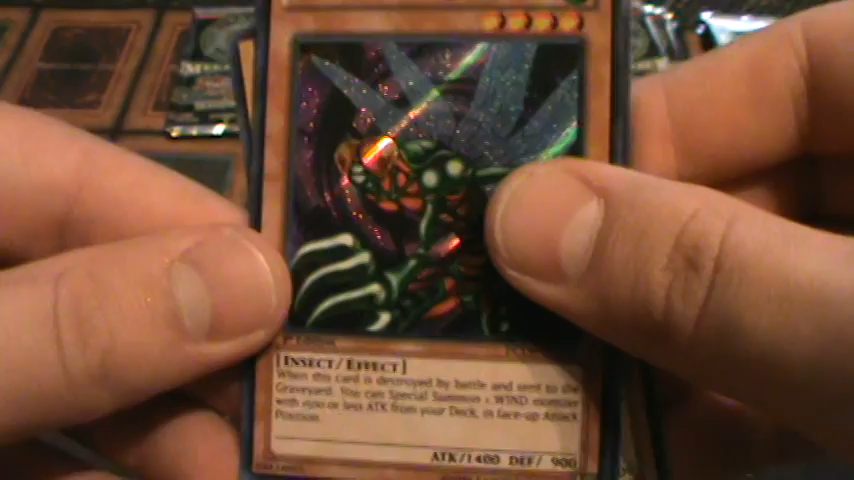 [INSECT/EFFECT]
When this card is destroyed by battle and sent to the
Graveyard: You can Special Summon 1 WIND monster
with 1500 or less ATK from your Deck, in face-up Attack
Position.
ATK/1400 DEF/ 900